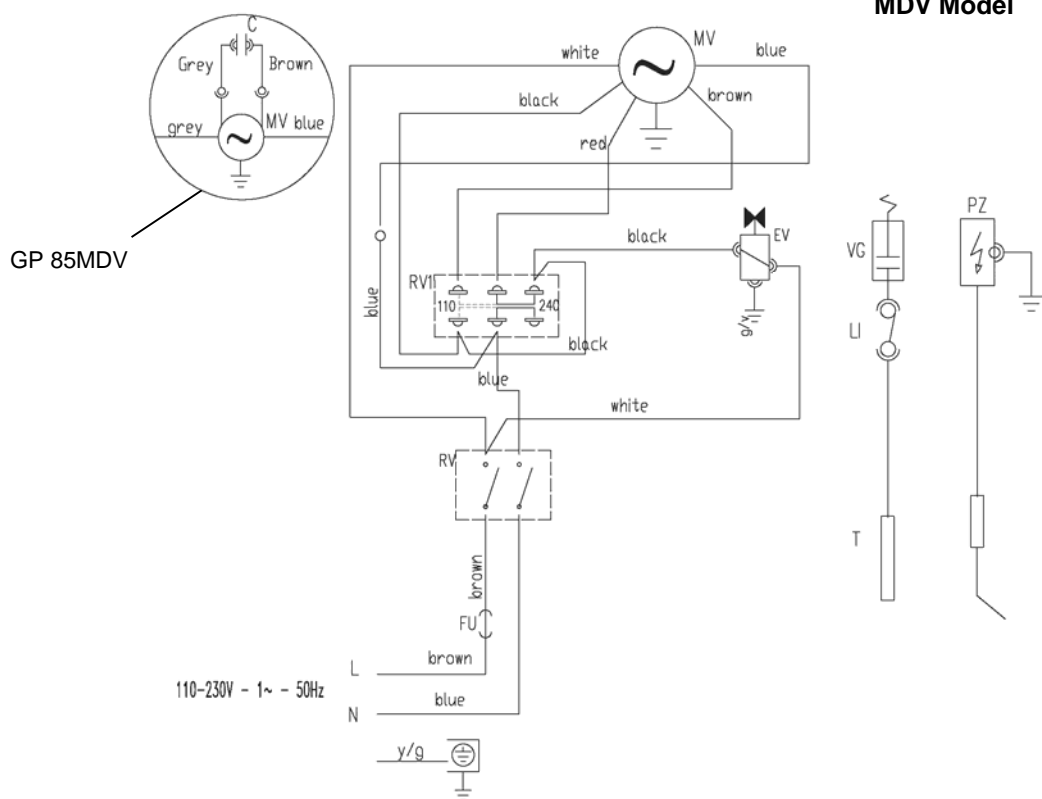 MDV Model
C
Grey
Brown
grey
MV blue
GP 85MDV
white
MV
blue
black
brown
red
black
EV
g/y
RV1
110
240
blue
black
blue
white
RV
brown
FU
L
brown
110-230V - 1~ - 50Hz
N
blue
y/g
VG
LI
T
PZ